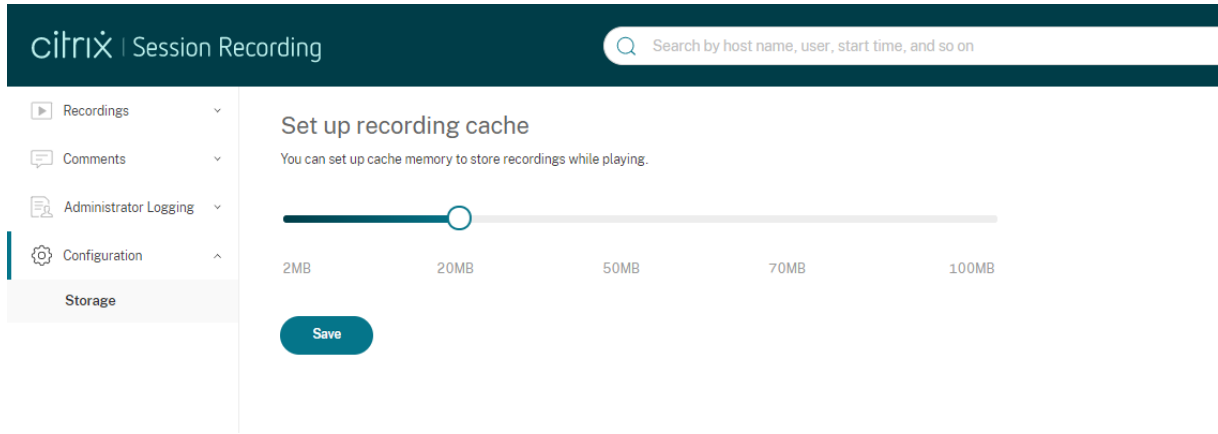 citrix | Session Recording
Search by host name, user, start time, and so on
Recordings
Comments
Administrator Logging
Configuration
Storage
Set up recording cache
You can set up cache memory to store recordings while playing.
2MB 20MB 50MB 70MB 100MB
Save